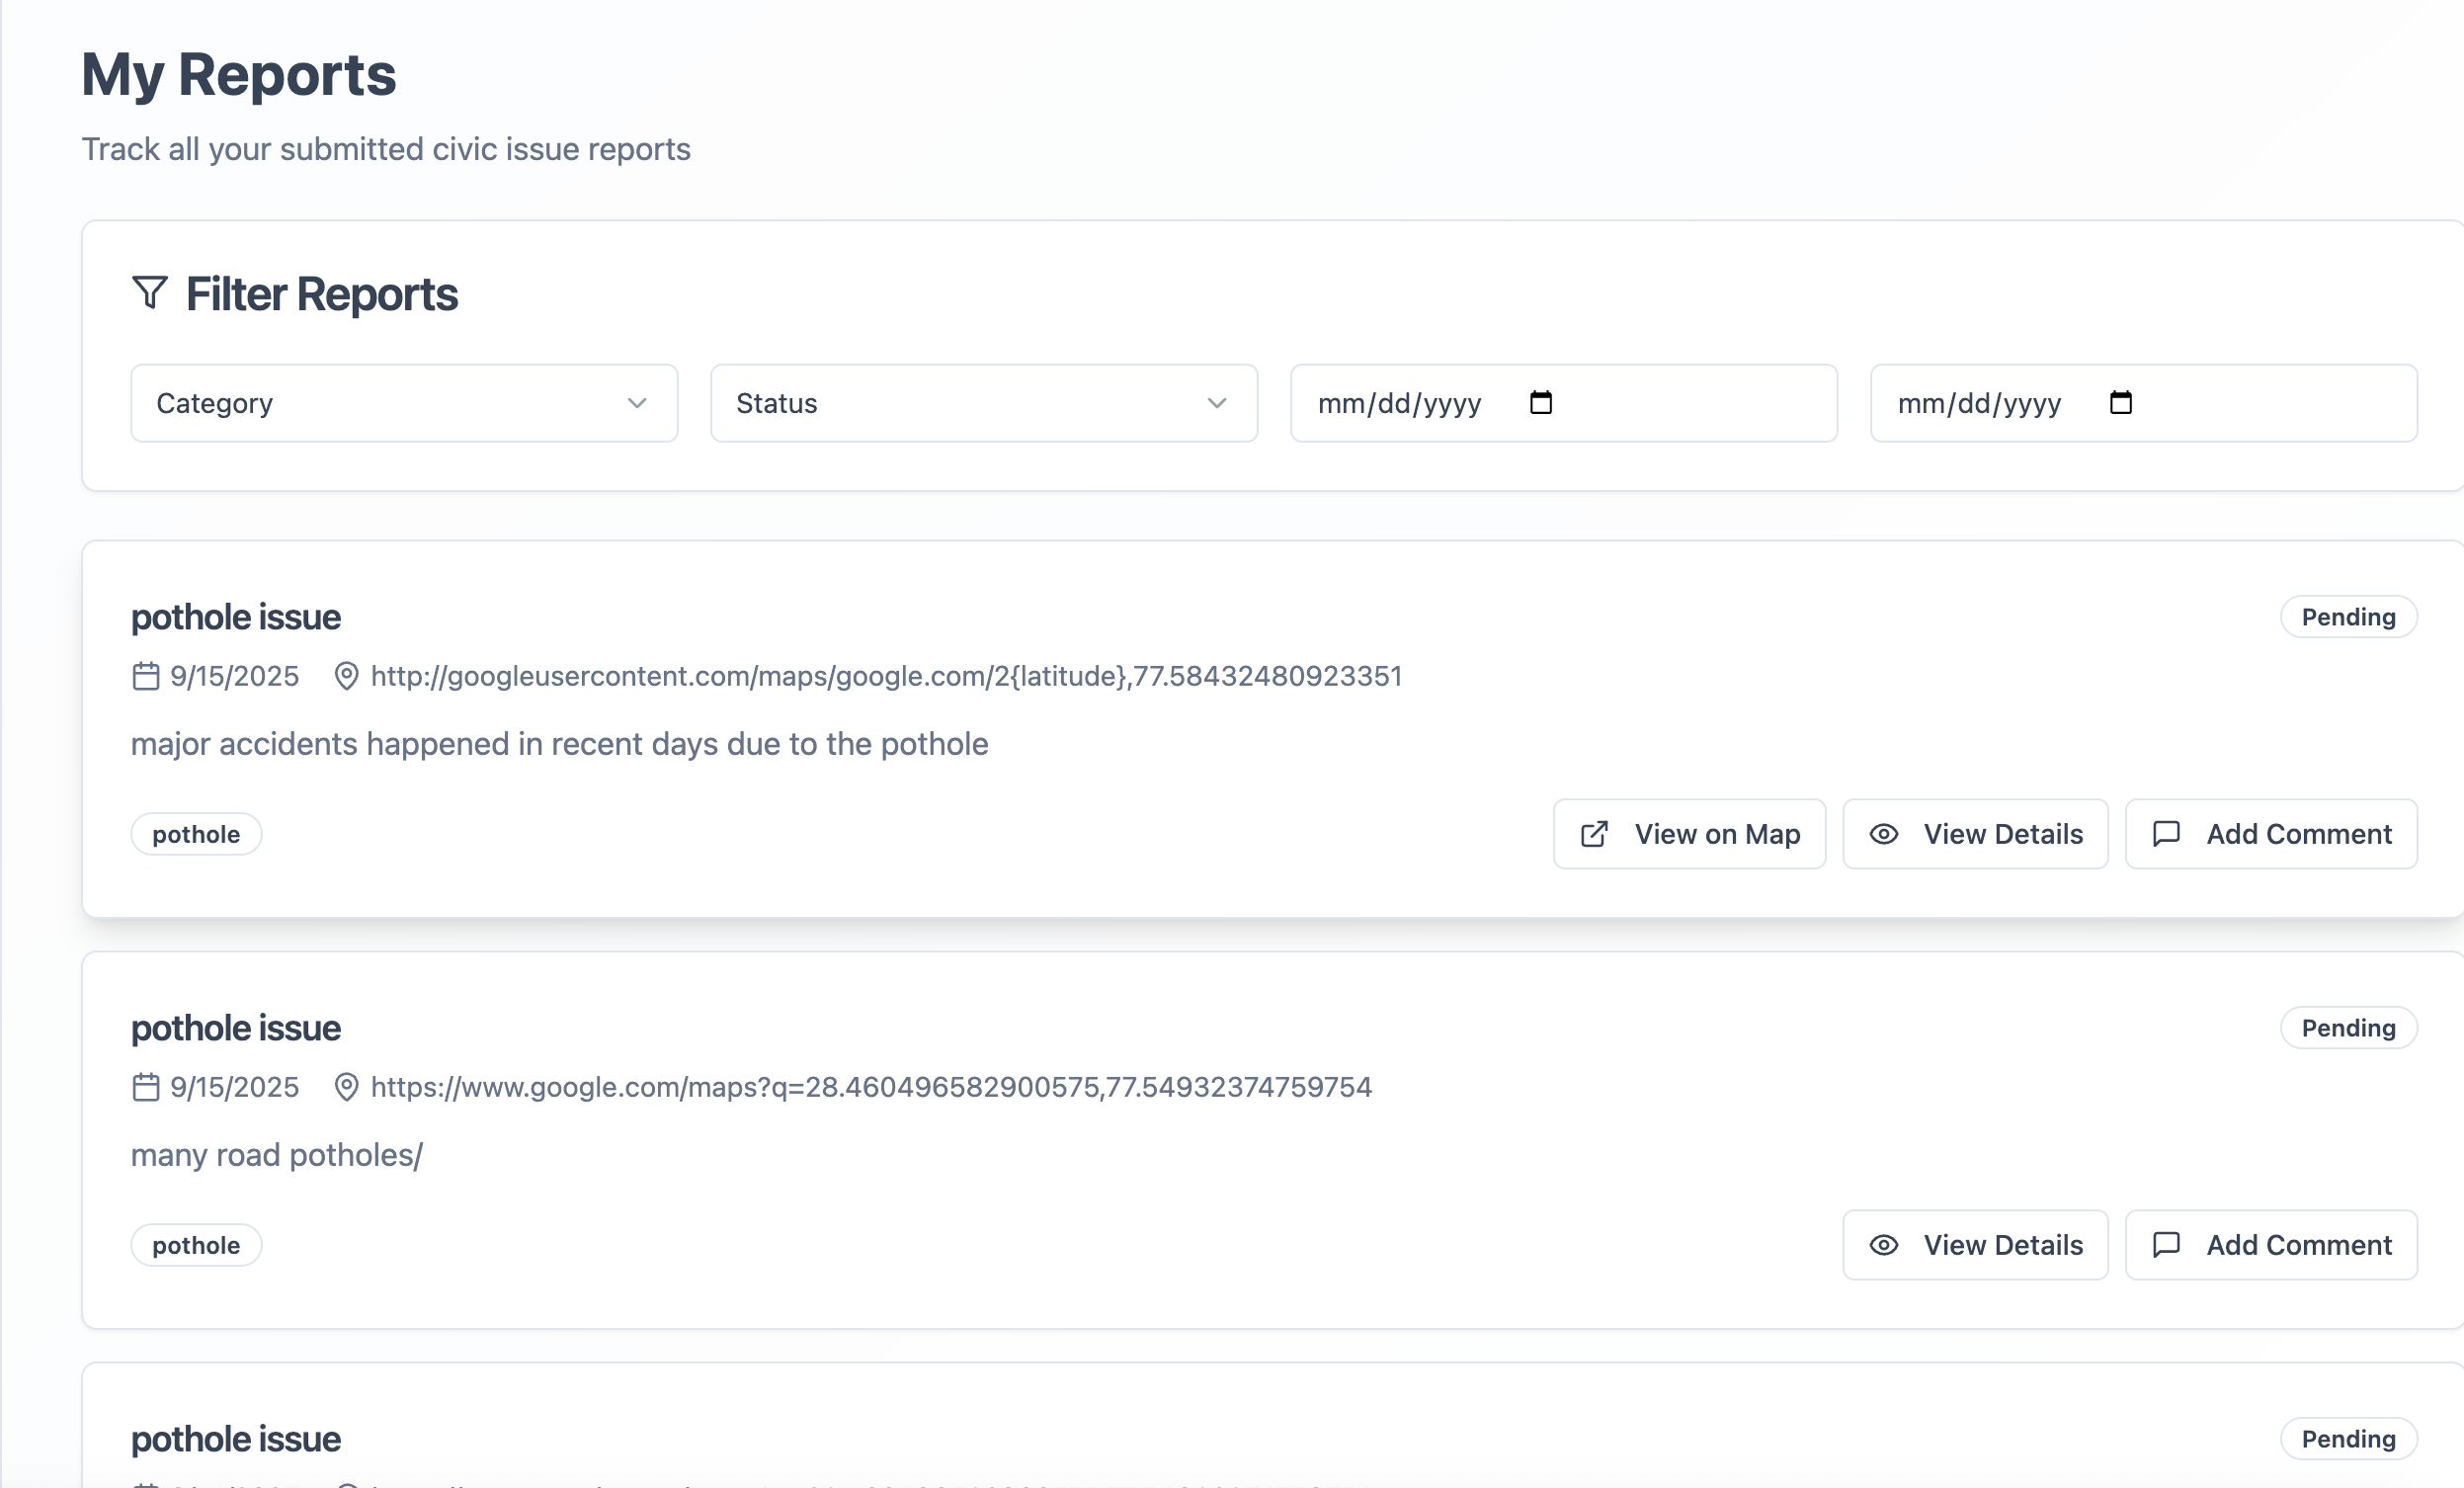 My Reports
Track all your submitted civic issue reports
Filter Reports
Category
Status
mm/dd/yyyy
mm/dd/yyyy
pothole issue
Pending
9/15/2025
http://googleusercontent.com/maps/google.com/2{latitude},77.58432480923351
major accidents happened in recent days due to the pothole
pothole
View on Map
View Details
Add Comment
pothole issue
Pending
9/15/2025
https://www.google.com/maps?q=28.460496582900575,77.54932374759754
many road potholes/
pothole
View Details
Add Comment
pothole issue
Pending